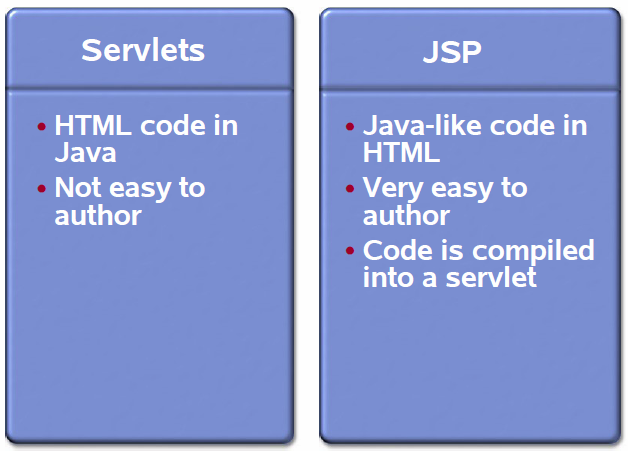 Servlets
• HTML code in
Java
• Not easy to
author
JSP
• Java-like code in
HTML
• Very easy to
author
• Code is compiled
into a servlet